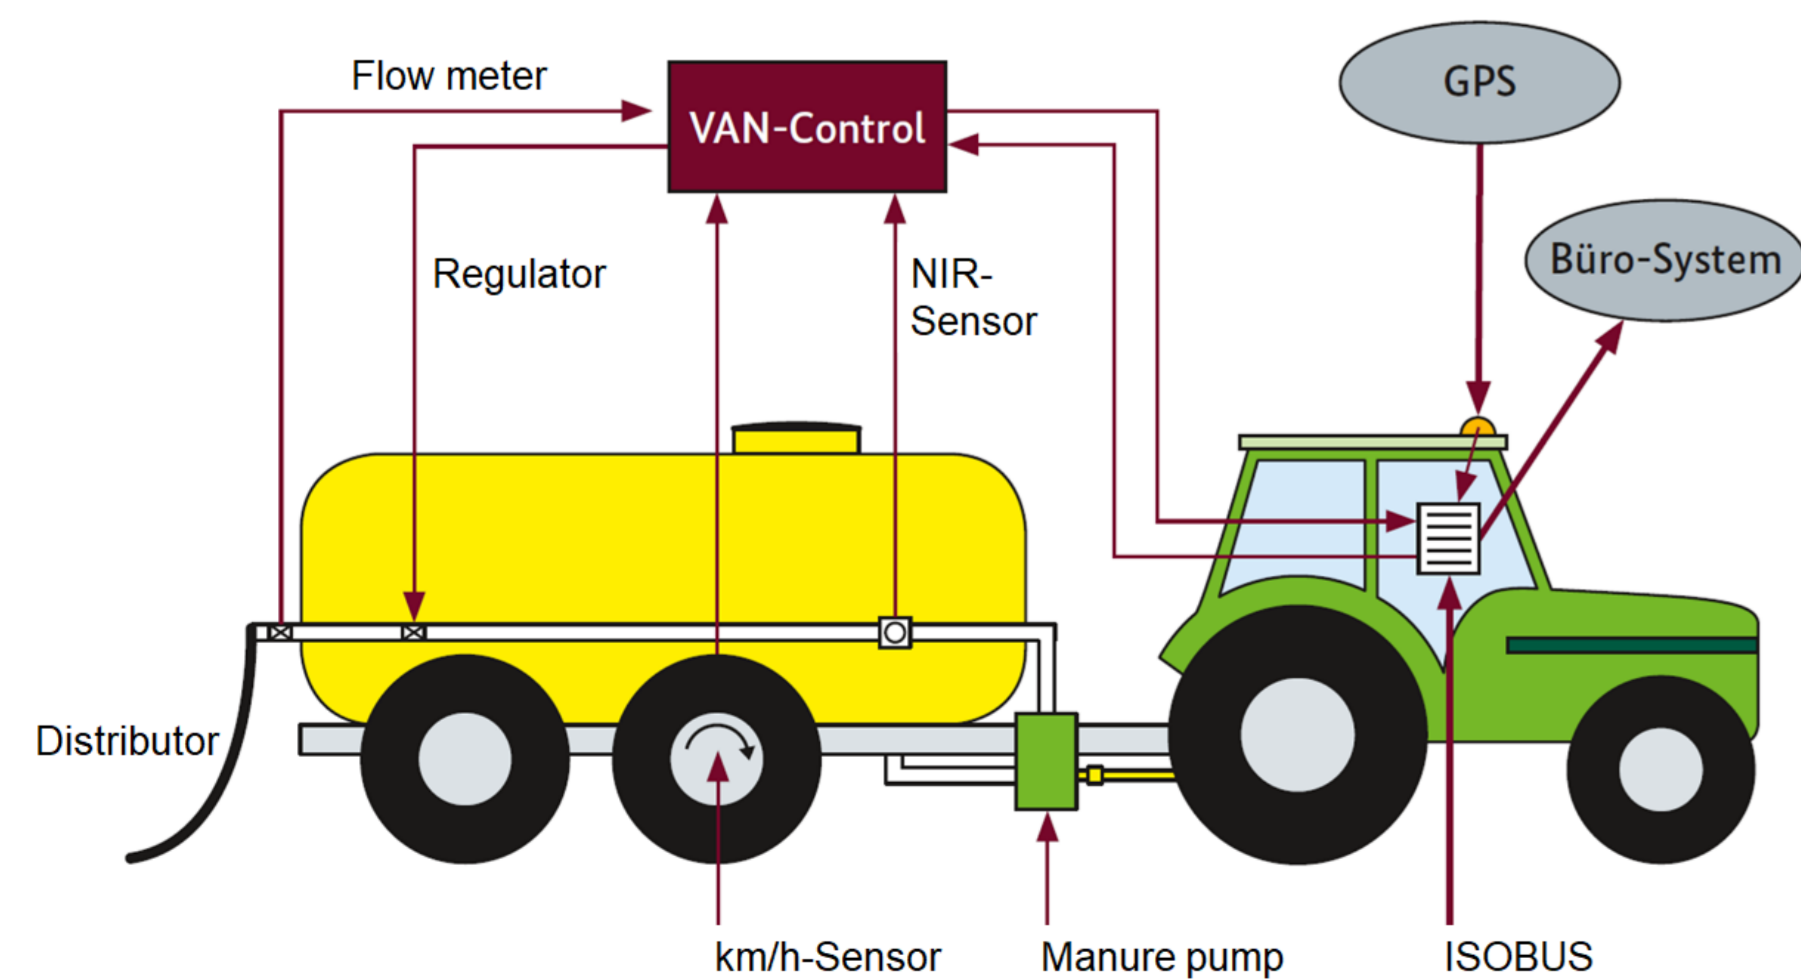 Flow meter
VAN-Control
GPS
Büro-System
Regulator
NIR-
Sensor
Distributor
km/h-Sensor
Manure pump
ISOBUS